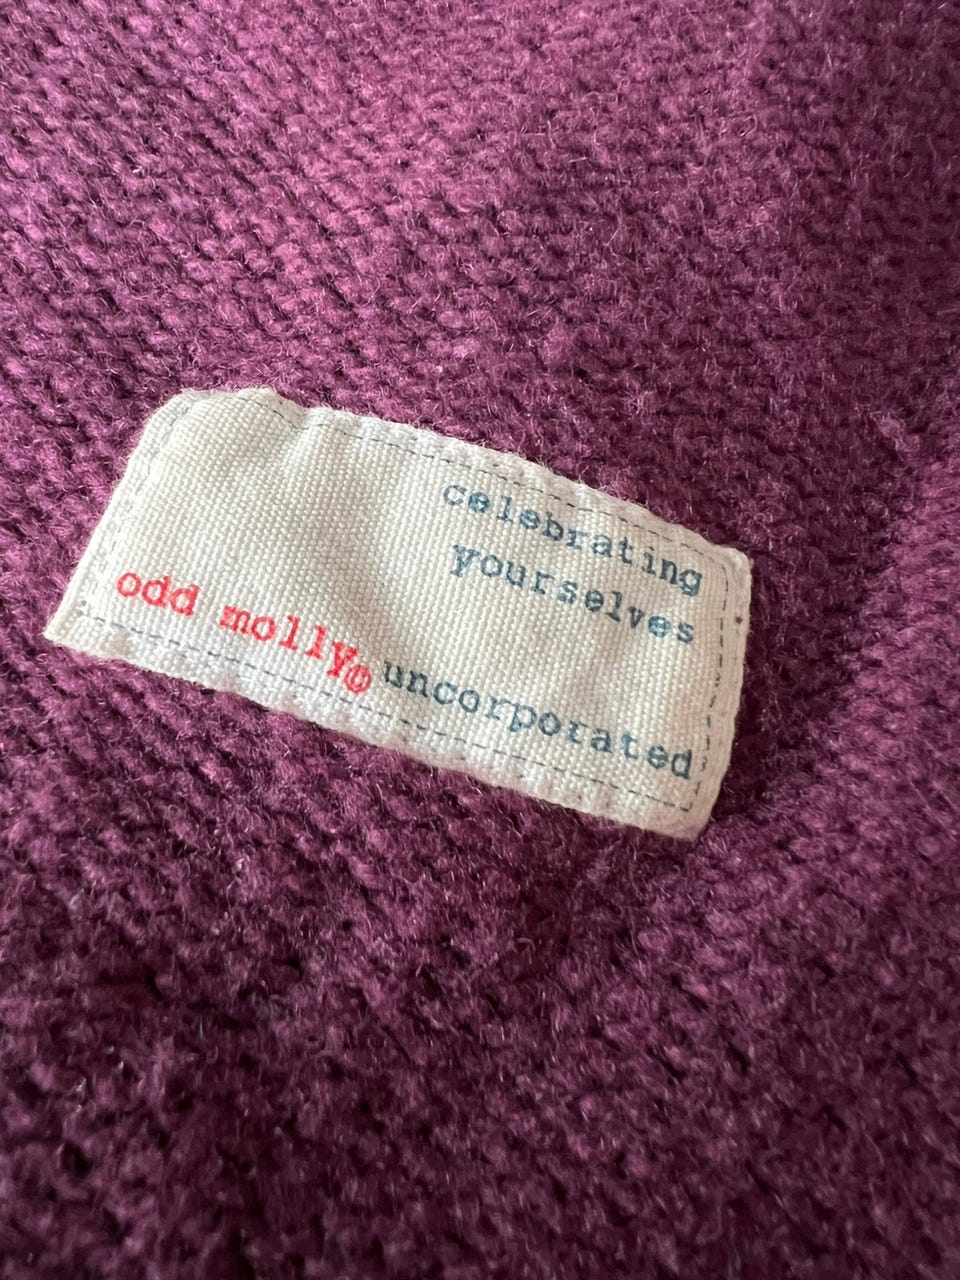 celebrating
yourselves
odd molly© uncorporated